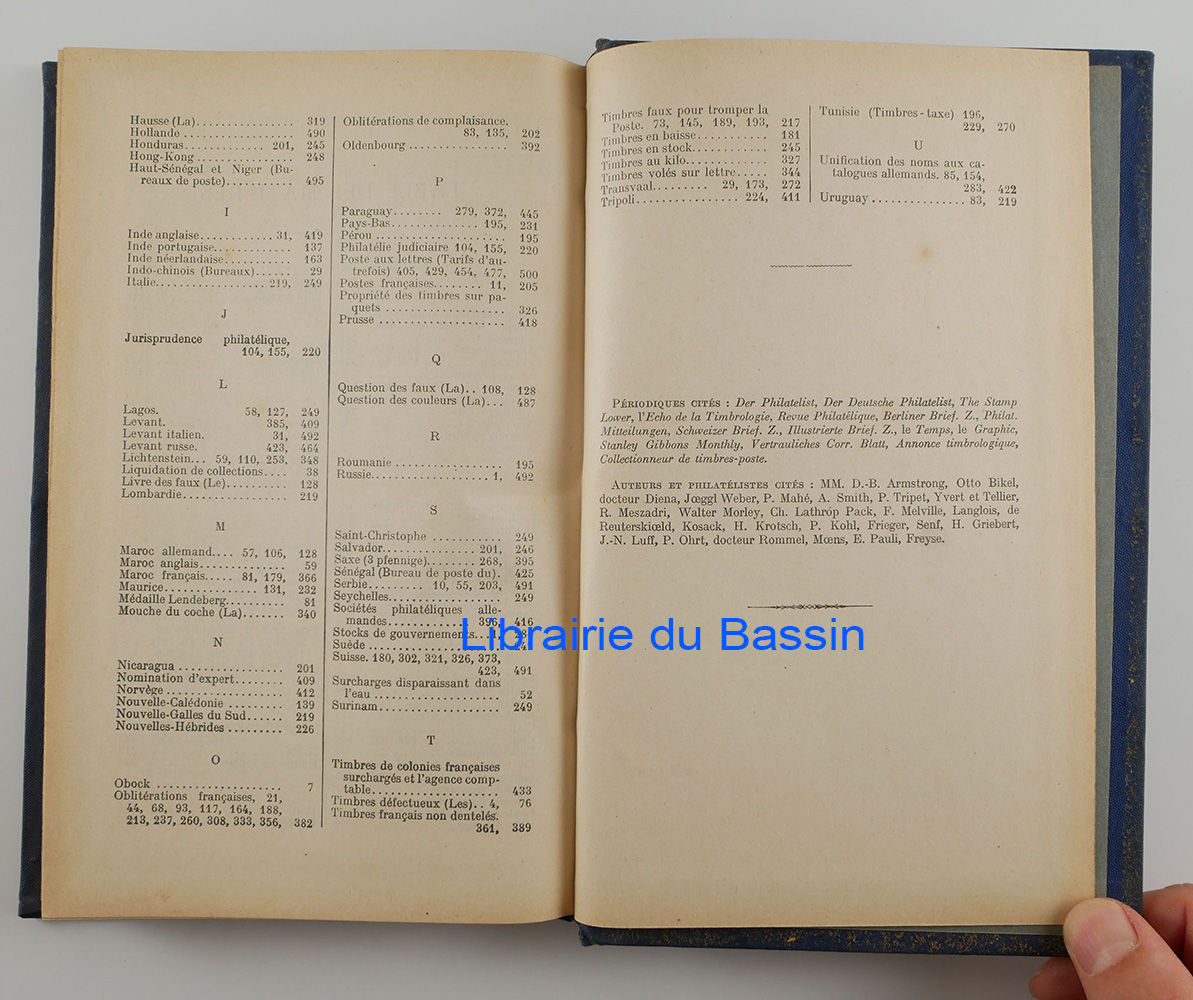 Hausse (La)................ 319
Hollande .................. 490
Honduras............... 201, 245
Hong-Kong ............... 248
Haut-Sénégal et Niger (Bu-
reaux de poste).......... 495
I
Inde anglaise............ 31, 419
Inde portugaise............ 137
Inde néerlandaise.......... 163
Indo-chinois (Bureaux)...... 29
Italie.................. 219, 249
J
Jurisprudence philatélique,
104, 155, 220
L
Lagos. 58, 127, 249
Levant. 385, 409
Levant italien. 31, 492
Levant russe. 423, 464
Lichtenstein... 59, 110, 253. 348
Liquidation de collections.... 38
Livre des faux (Le).......... 128
Lombardie................. 219
M
Maroc allemand.... 57, 106, 128
Maroc anglais.............. 59
Maroc français..... 81, 179, 366
Maurice................ 131, 232
Médaille Lendeberg.......... 81
Mouche du coche (La)....... 340
N
Nicaragua ................. 201
Nomination d'expert........ 409
Norvège ................... 412
Nouvelle-Calédonie ........ 139
Nouvelle-Galles du Sud...... 219
Nouvelles-Hébrides ......... 226
O
Obock .................... 7
Oblitérations françaises, 21,
44, 68, 93, 117, 164, 188,
213, 237, 260, 308, 333, 356, 382
Oblitérations de complaisance.
83, 135, 202
Oldenbourg ............... 392
P
Paraguay........ 279, 372, 445
Pays-Bas.............. 195, 231
Pérou ..................... 195
Philatélie judiciaire 104, 155, 220
Poste aux lettres (Tarifs d'au-
trefois) 405, 429, 454, 477, 500
Postes françaises........ 11, 205
Propriété des timbres sur pa-
quets ................... 326
Prusse .................... 418
Q
Question des faux (La).. 108, 128
Question des couleurs (La)... 487
R
Roumanie ................. 195
Russie.................... 1, 492
S
Saint-Christophe ........... 249
Salvador............... 201, 246
Saxe (3 pfennige)........ 268, 395
Sénégal (Bureau de poste du). 425
Serbie......... 10, 55, 203, 491
Seychelles.................. 249
Sociétés philatéliques alle-
mandes.............. 396, 416
Stocks de gouvernements...
Suède .....................
Suisse. 180, 302, 321, 326, 373,
423, 491
Surcharges disparaissant dans
l'eau .................... 52
Surinam................... 249
T
Timbres de colonies françaises
surchargés et l'agence comp-
table.................... 433
Timbres défectueux (Les).. 4, 76
Timbres français non dentelés.
361, 389
Timbres faux pour tromper la
Poste. 73, 145, 189, 193, 217
Timbres en baisse........... 181
Timbres en stock............ 245
Timbres au kilo............. 327
Timbres volés sur lettre..... 344
Transvaal......... 29, 173, 272
Tripoli................ 224, 411
Tunisie (Timbres-taxe) 196,
229, 270
U
Unification des noms aux ca-
talogues allemands. 85, 154,
283, 422
Uruguay............... 83, 219
PÉRIODIQUES CITÉS : Der Philatelist, Der Deutsche Philatelist, The Stamp
Lower, l'Echo de la Timbrologie, Revue Philatélique, Berliner Brief. Z., Philat.
Mitteilungen, Schweizer Brief. Z., Illustrierte Brief. Z., le Temps, le Graphic,
Stanley Gibbons Monthly, Vertrauliches Corr. Blatt, Annonce timbrologique,
Collectionneur de timbres-poste.
AUTEURS ET PHILATÉLISTES CITÉS : MM. D.-B. Armstrong, Otto Bikel,
docteur Diena, Jœggl Weber, P. Mahé, A. Smith, P. Tripet, Yvert et Tellier,
R. Meszadri, Walter Morley, Ch. Lathróp Pack, F. Melville, Langlois, de
Reuterskiœld, Kosack, H. Krotsch, P. Kohl, Frieger, Senf, H. Griebert,
J.-N. Luff, P. Ohrt, docteur Rommel, Mœns, E. Pauli, Freyse.
Librairie du Bassin